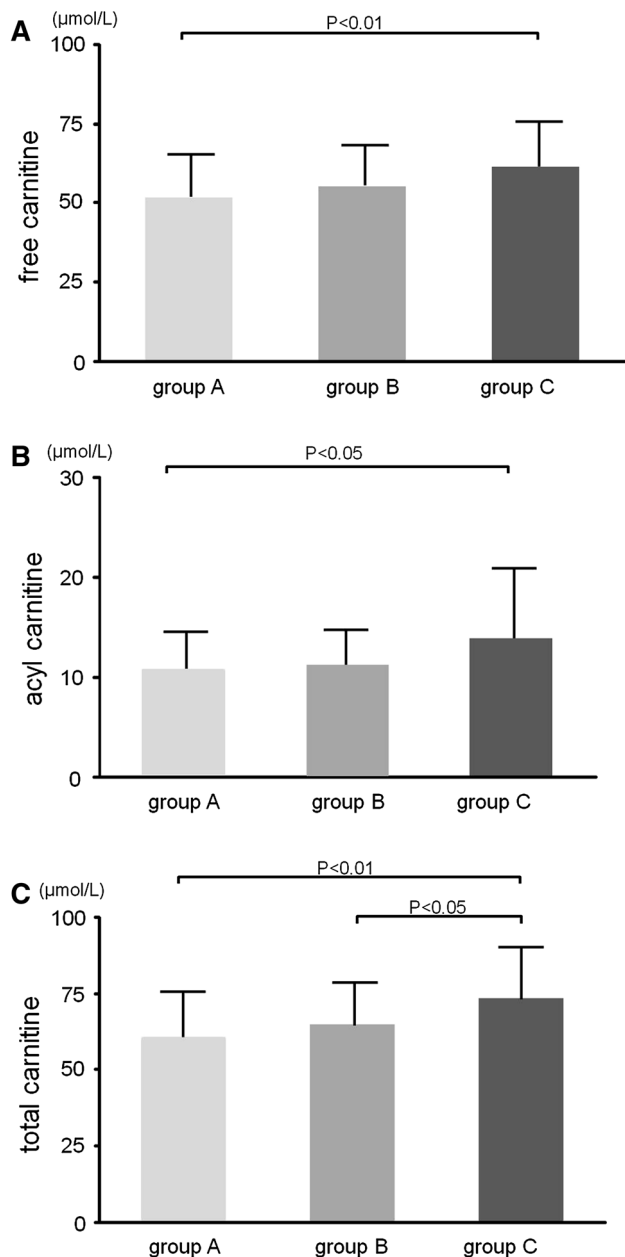 A
(μmol/L)
P<0.01
100
75
50
25
0
free carnitine
group A
group B
group C
B
(μmol/L)
P<0.05
30
20
10
0
acyl carnitine
group A
group B
group C
C
(μmol/L)
P<0.01
P<0.05
100
75
50
25
0
total carnitine
group A
group B
group C